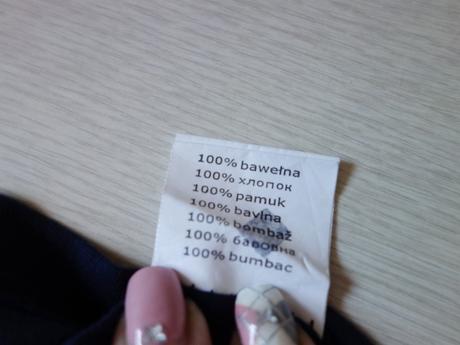 100% bawełna
100% хлопок
100% pamuk
100% bavlna
100% bombaž
100% бавовна
100% bumbac